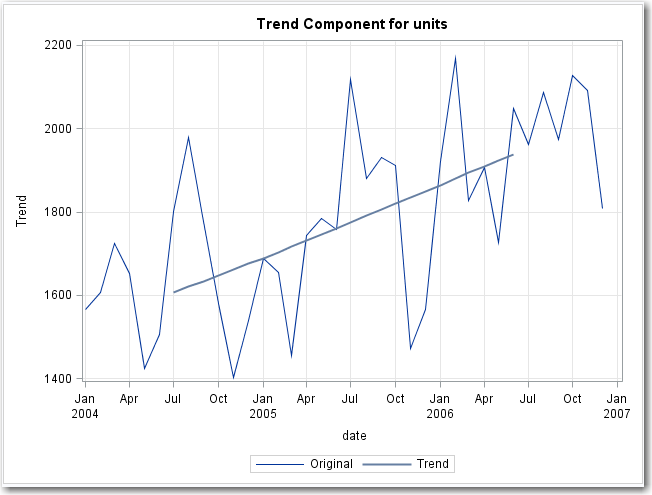 Trend Component for units
2200
2000
1800
1600
1400
Trend
Jan Apr Jul Oct Jan Apr Jul Oct Jan Apr Jul Oct Jan
2004 2005 2006 2007
date
Original Trend